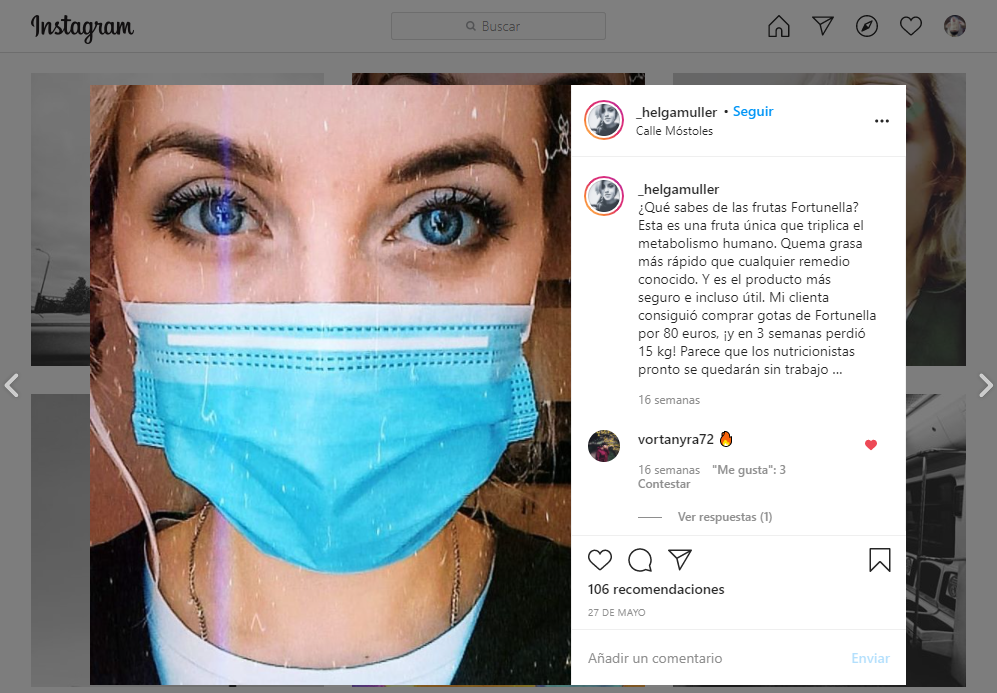 Instagram
Buscar
_helgamuller • Seguir
Calle Móstoles
_helgamuller
¿Qué sabes de las frutas Fortunella?
Esta es una fruta única que triplica el
metabolismo humano. Quema grasa
más rápido que cualquier remedio
conocido. Y es el producto más
seguro e incluso útil. Mi clienta
consiguió comprar gotas de Fortunella
por 80 euros, ¡y en 3 semanas perdió
15 kg! Parece que los nutricionistas
pronto se quedarán sin trabajo ...
16 semanas
vortanyra72 🔥
16 semanas "Me gusta": 3
Contestar
Ver respuestas (1)
106 recomendaciones
27 DE MAYO
Añadir un comentario Enviar